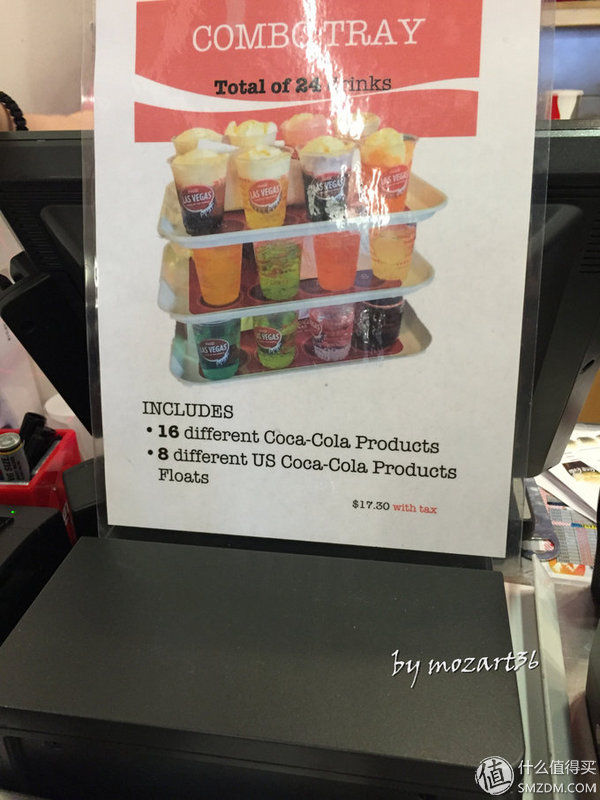 COMBO TRAY
Total of 24 drinks
LAS VEGAS
LAS VEGAS
LAS VEGAS
LAS VEGAS
LAS VEGAS
INCLUDES
• 16 different Coca-Cola Products
• 8 different US Coca-Cola Products
Floats
$17.30 with tax
by mozart36
值 什么值得买
SMZDM.COM